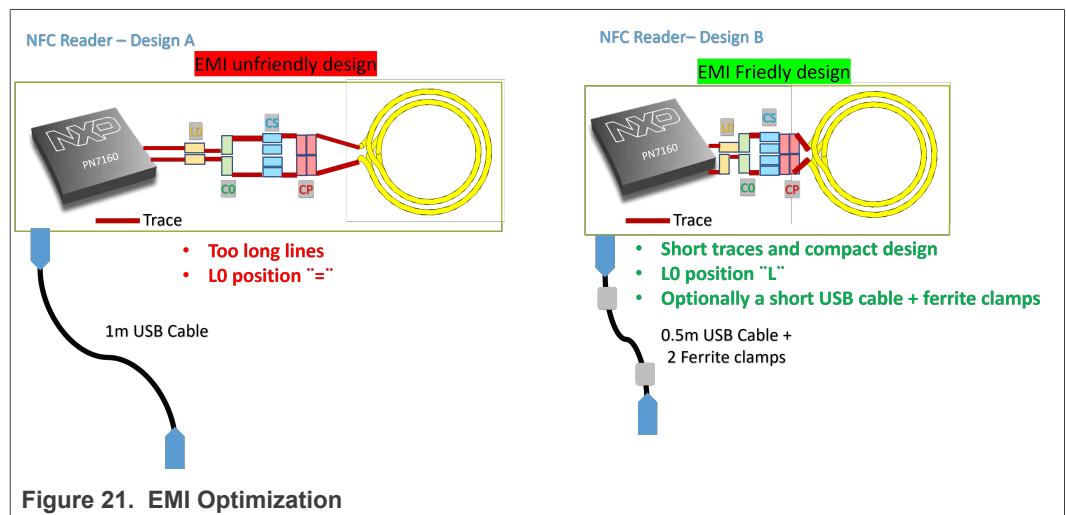 NFC Reader – Design A
EMI unfriendly design
NXP
PN7160
L0
CS
C0
CP
Trace
• Too long lines
• L0 position ¨=¨
1m USB Cable
NFC Reader– Design B
EMI Friedly design
NXP
PN7160
L0
CS
C0
CP
Trace
• Short traces and compact design
• L0 position ¨L¨
• Optionally a short USB cable + ferrite clamps
0.5m USB Cable +
2 Ferrite clamps
Figure 21. EMI Optimization